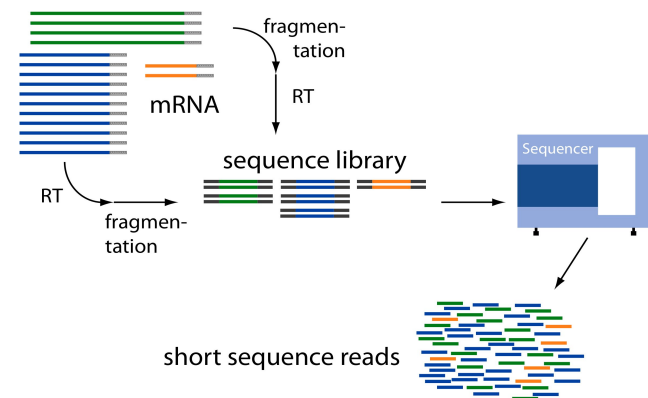 fragmen-
tation
RT
mRNA
sequence library
Sequencer
RT
fragmen-
tation
short sequence reads